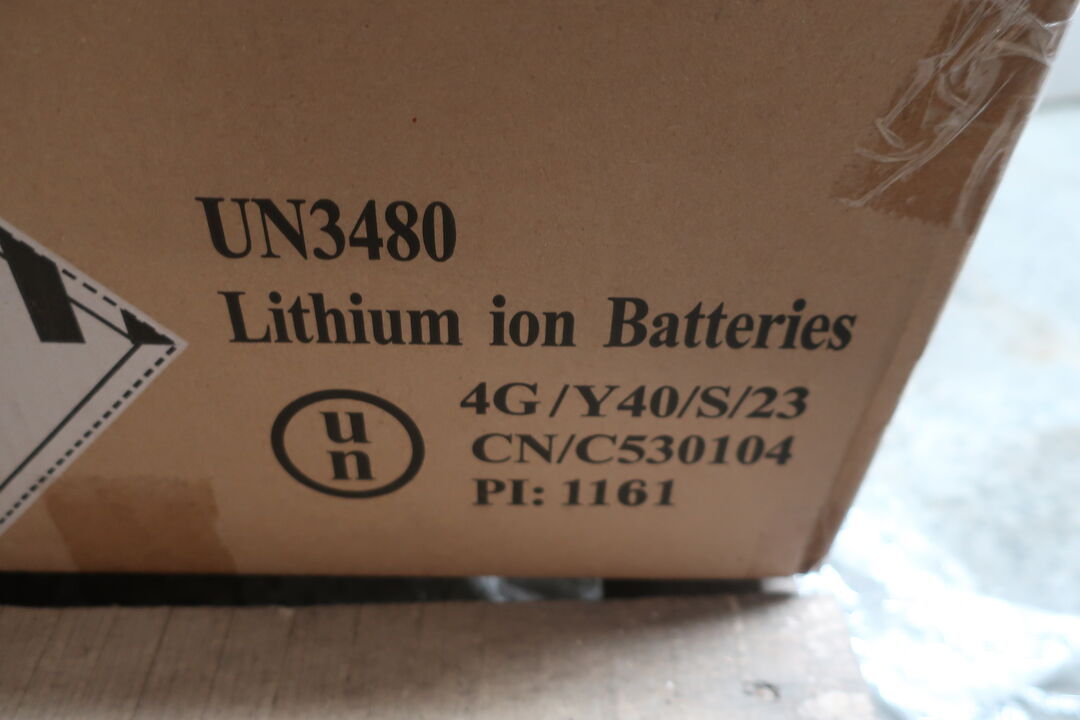 UN3480
Lithium ion Batteries
u
n
4G/Y40/S/23
CN/C530104
PI: 1161